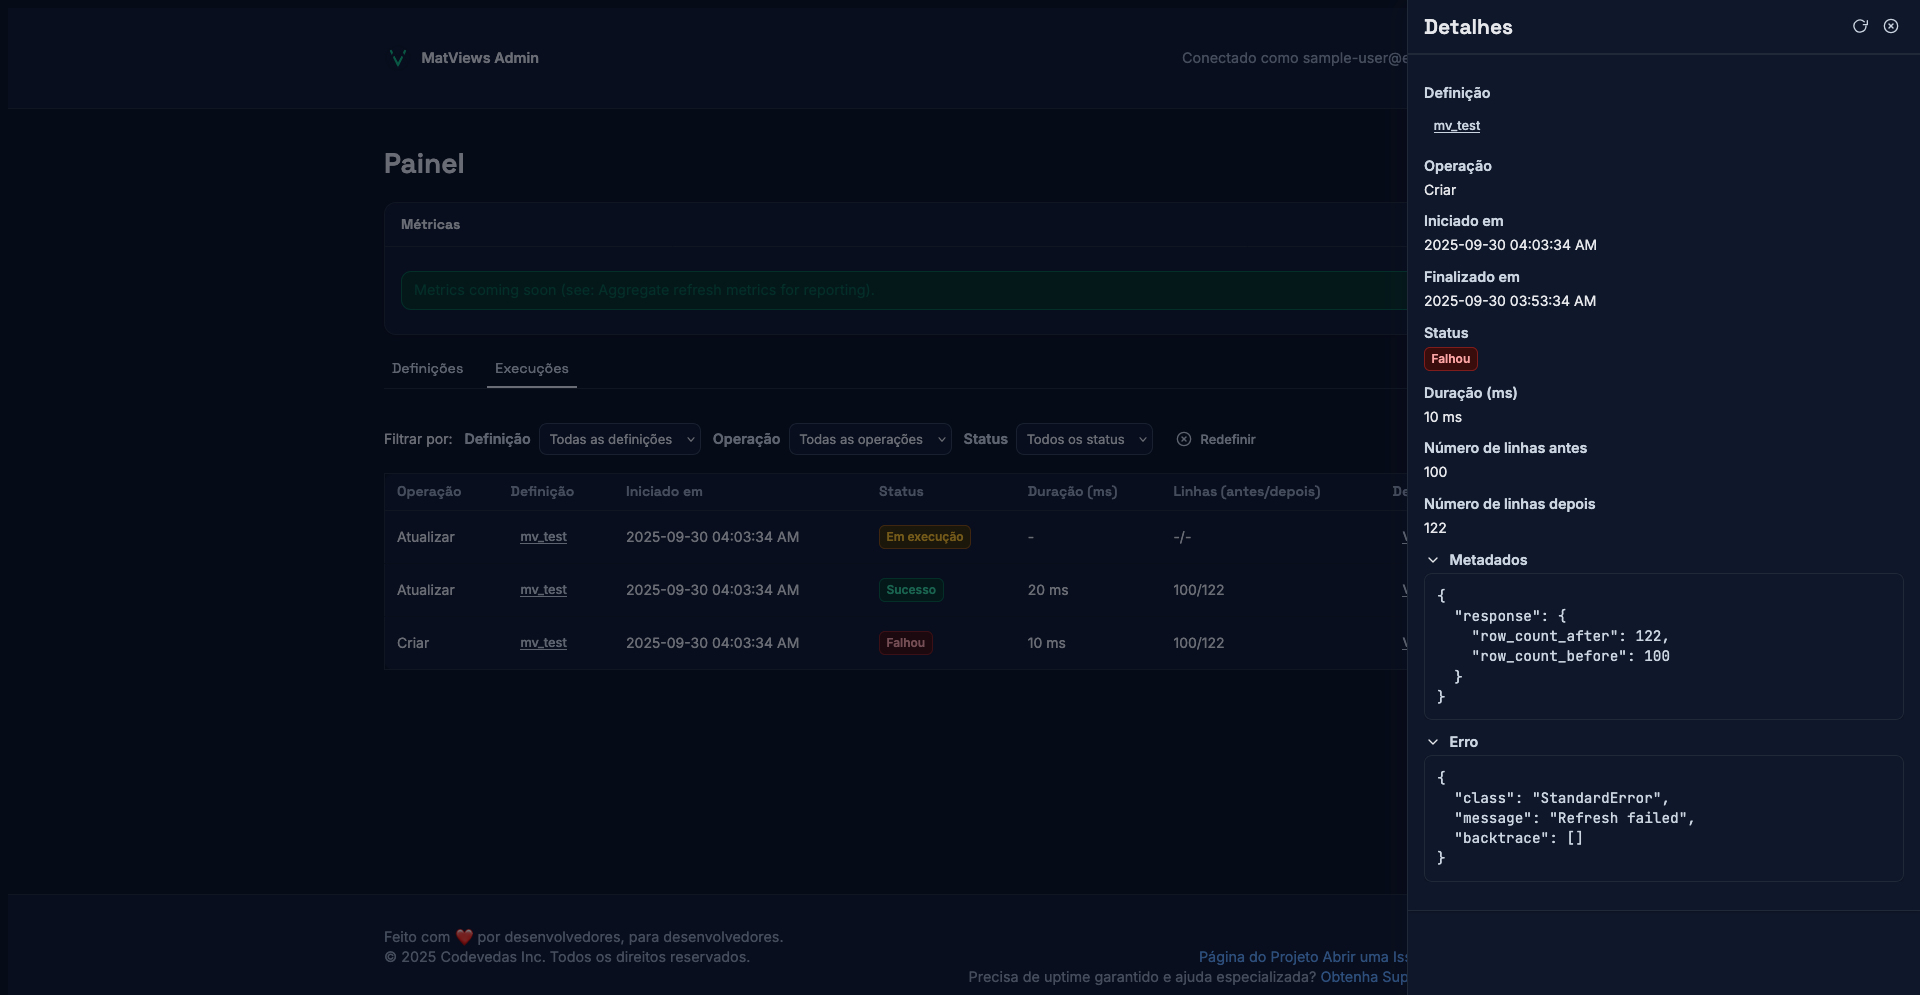 MatViews Admin
Conectado como sample-user@e
Painel
Métricas
Metrics coming soon (see: Aggregate refresh metrics for reporting).
Definições Execuções
Filtrar por: Definição Todas as definições Operação Todas as operações Status Todos os status Redefinir
Operação Definição Iniciado em Status Duração (ms) Linhas (antes/depois) De
Atualizar mv_test 2025-09-30 04:03:34 AM Em execução - -/-
Atualizar mv_test 2025-09-30 04:03:34 AM Sucesso 20 ms 100/122
Criar mv_test 2025-09-30 04:03:34 AM Falhou 10 ms 100/122
Feito com ❤️ por desenvolvedores, para desenvolvedores.
© 2025 Codevedas Inc. Todos os direitos reservados.
Página do Projeto Abrir uma Iss
Precisa de uptime garantido e ajuda especializada? Obtenha Sup
Detalhes
Definição
mv_test
Operação
Criar
Iniciado em
2025-09-30 04:03:34 AM
Finalizado em
2025-09-30 03:53:34 AM
Status
Falhou
Duração (ms)
10 ms
Número de linhas antes
100
Número de linhas depois
122
Metadados
{
"response": {
"row_count_after": 122,
"row_count_before": 100
}
}
Erro
{
"class": "StandardError",
"message": "Refresh failed",
"backtrace": []
}